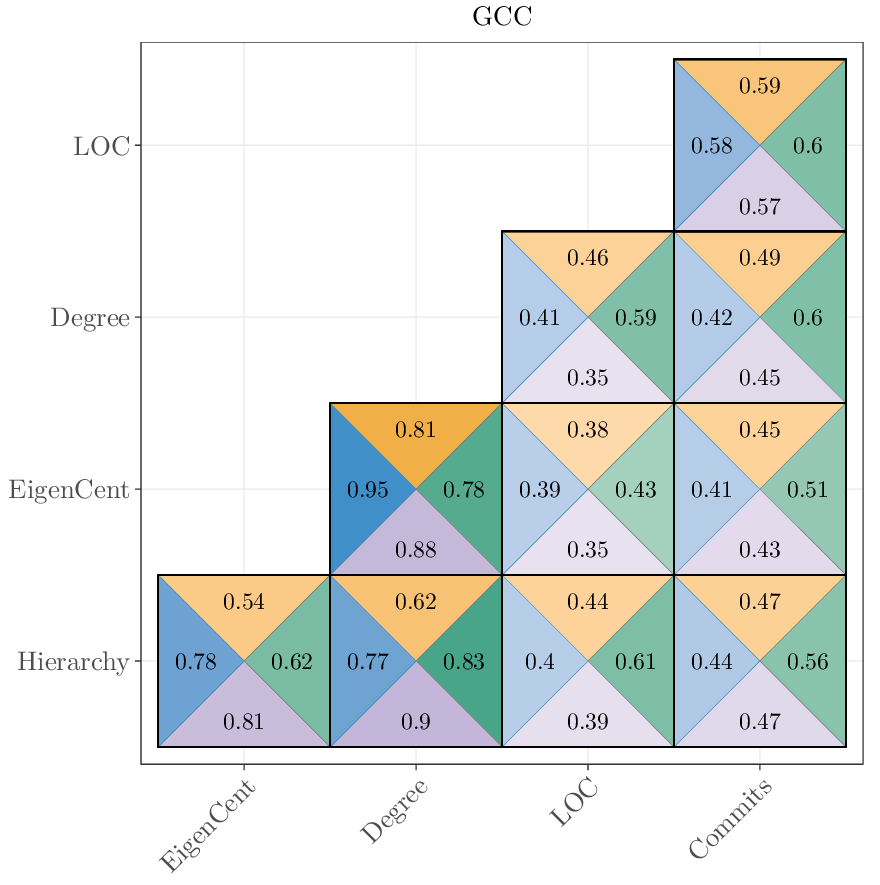 GCC
0.59
LOC 0.58 0.6
0.57
0.46 0.49
Degree 0.41 0.59 0.42 0.6
0.35 0.45
0.81 0.38 0.45
EigenCent 0.95 0.78 0.39 0.43 0.41 0.51
0.88 0.35 0.43
0.54 0.62 0.44 0.47
Hierarchy 0.78 0.62 0.77 0.83 0.4 0.61 0.44 0.56
0.81 0.9 0.39 0.47
EigenCent Degree LOC Commits